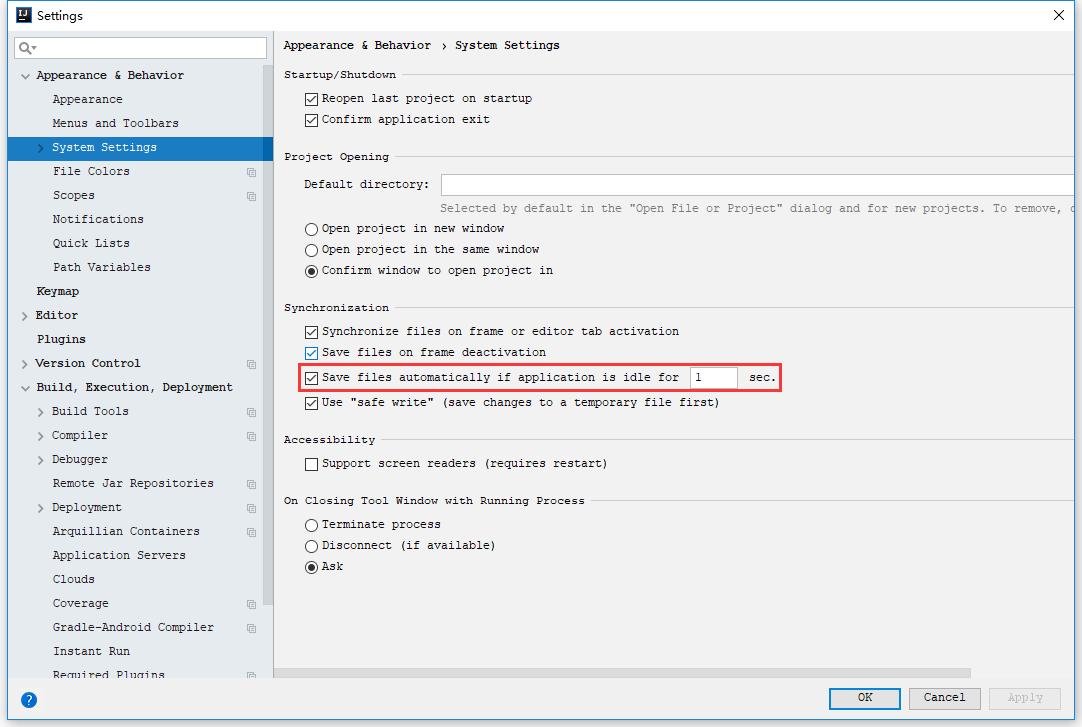 IJ Settings
Appearance & Behavior
Appearance
Menus and Toolbars
System Settings
File Colors
Scopes
Notifications
Quick Lists
Path Variables
Keymap
Editor
Plugins
Version Control
Build, Execution, Deployment
Build Tools
Compiler
Debugger
Remote Jar Repositories
Deployment
Arquillian Containers
Application Servers
Clouds
Coverage
Gradle-Android Compiler
Instant Run
Required Plugins
Appearance & Behavior › System Settings
Startup/Shutdown
Reopen last project on startup
Confirm application exit
Project Opening
Default directory:
Selected by default in the "Open File or Project" dialog and for new projects. To remove,
Open project in new window
Open project in the same window
Confirm window to open project in
Synchronization
Synchronize files on frame or editor tab activation
Save files on frame deactivation
Save files automatically if application is idle for 1 sec.
Use "safe write" (save changes to a temporary file first)
Accessibility
Support screen readers (requires restart)
On Closing Tool Window with Running Process
Terminate process
Disconnect (if available)
Ask
?
OK
Cancel
Apply